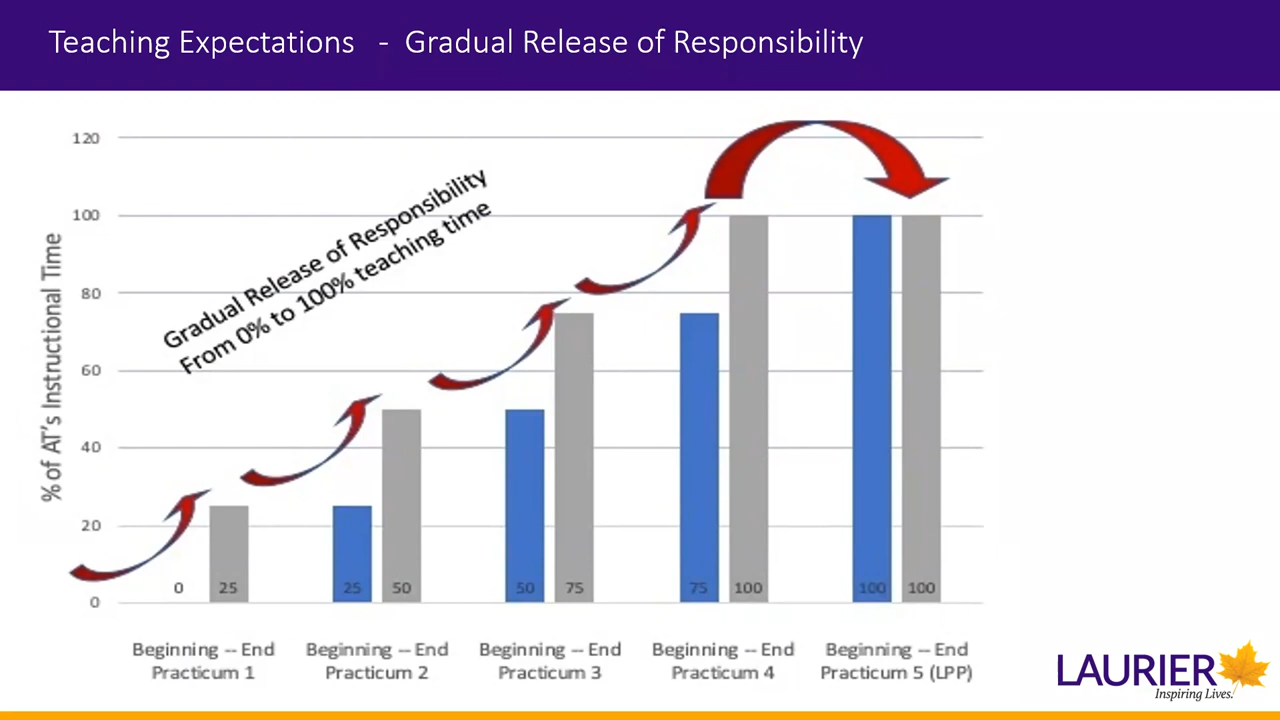 Teaching Expectations - Gradual Release of Responsibility
120
100
80
60
40
20
0
% of AT's Instructional Time
Gradual Release of Responsibility
From 0% to 100% teaching time
0 25 25 50 50 75 75 100 100 100
Beginning -- End Beginning -- End Beginning -- End Beginning -- End Beginning -- End
Practicum 1 Practicum 2 Practicum 3 Practicum 4 Practicum 5 (LPP)
LAURIER
Inspiring Lives.